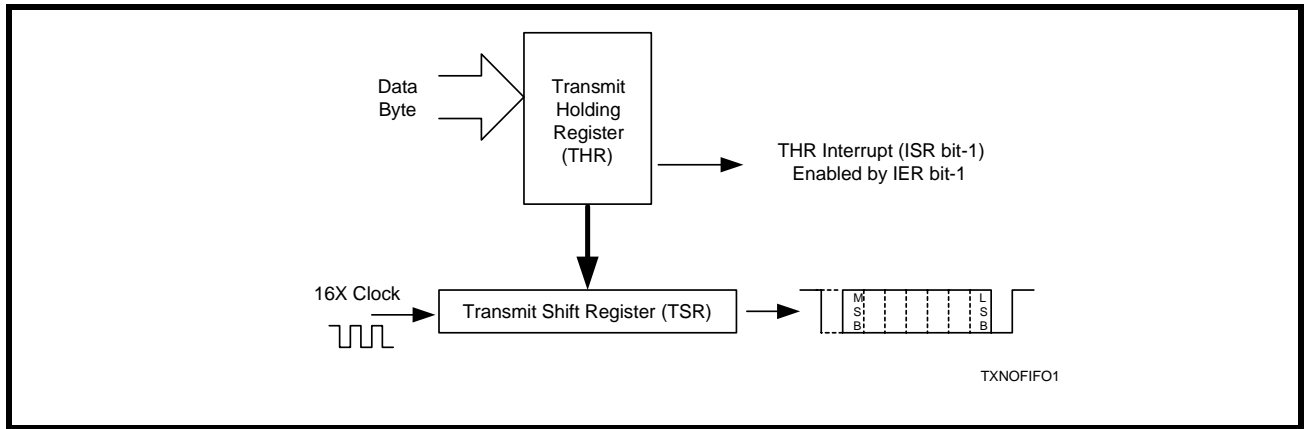 Data
Byte
Transmit
Holding
Register
(THR)
THR Interrupt (ISR bit-1)
Enabled by IER bit-1
16X Clock
Transmit Shift Register (TSR)
M
S
B
L
S
B
TXNOFIFO1